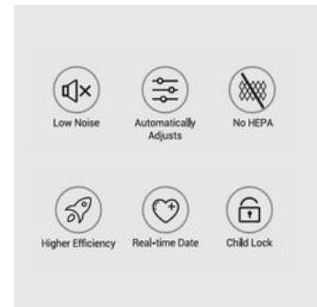 Low Noise
Automatically
Adjusts
No HEPA
Higher Efficiency
Real-time Date
Child Lock